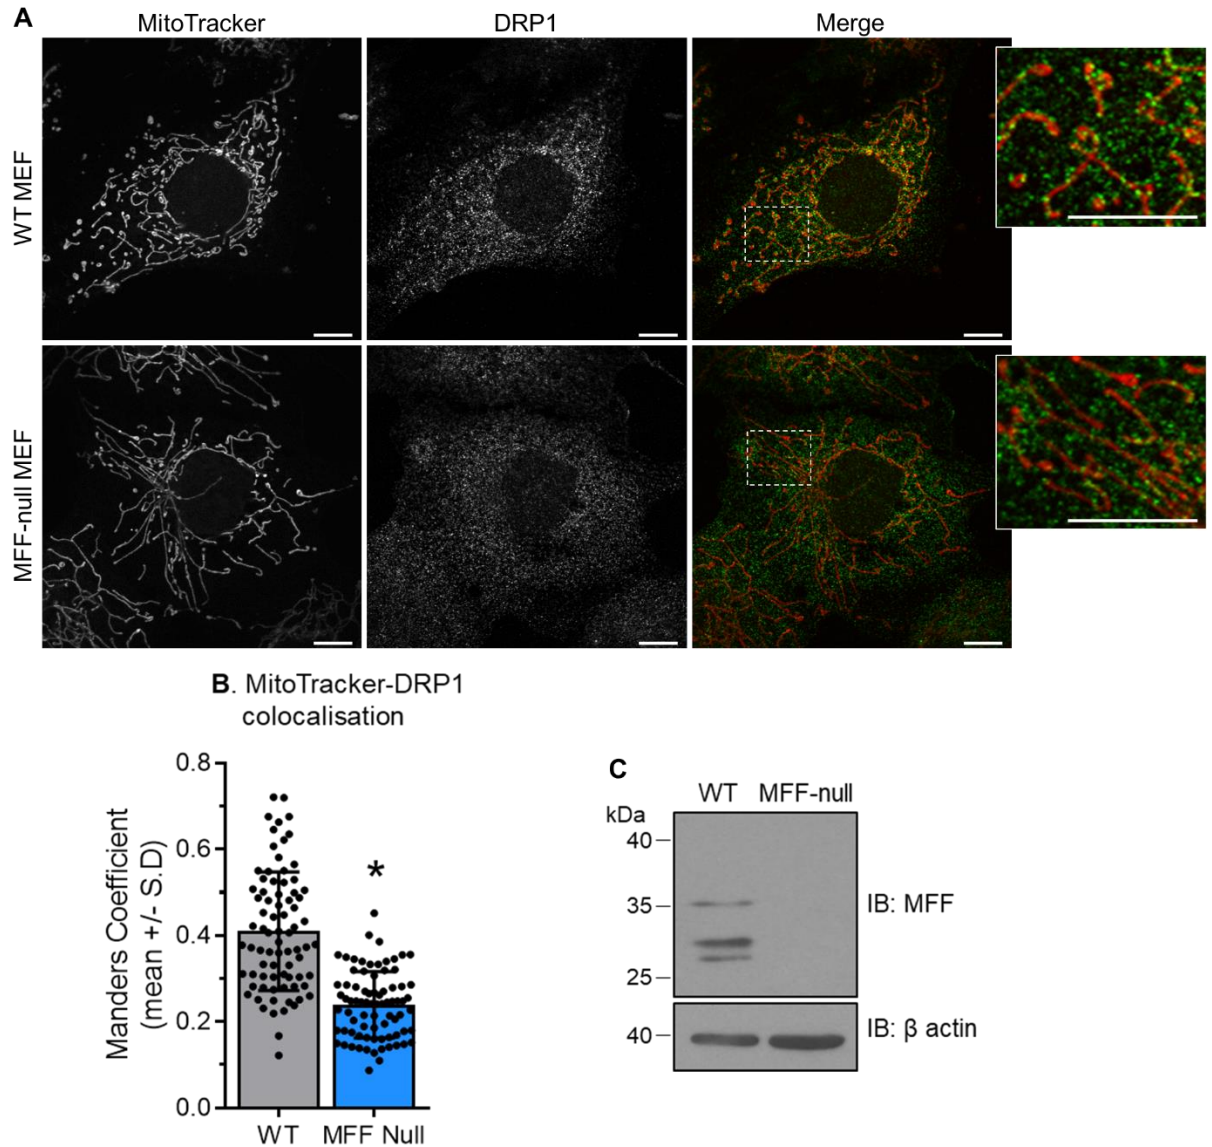 A
MitoTracker
DRP1
Merge
WT MEF
MFF-null MEF
B. MitoTracker-DRP1
colocalisation
Manders Coefficient
(mean +/- S.D)
0.8
0.6
0.4
0.2
0.0
*
WT
MFF Null
C
WT
MFF-null
kDa
40
35
25
IB: MFF
40
IB: β actin